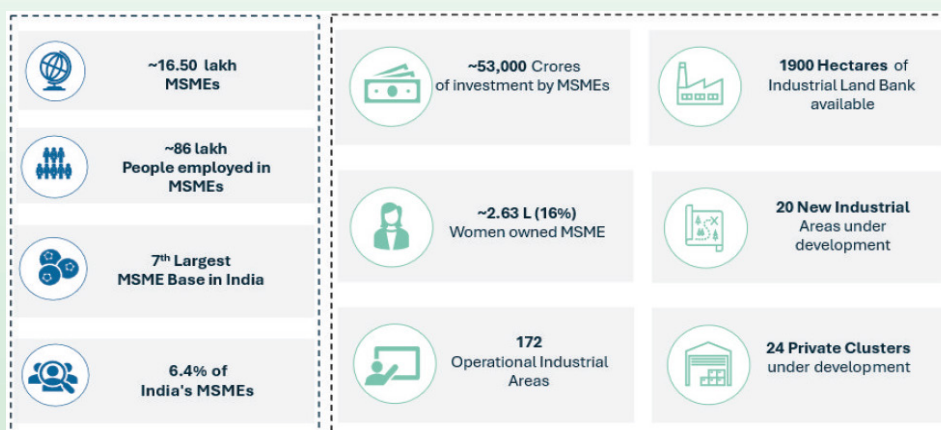 ~16.50 lakh
MSMEs
~86 lakh
People employed in
MSMEs
7th Largest
MSME Base in India
6.4% of
India's MSMEs
~53,000 Crores
of investment by MSMEs
~2.63 L (16%)
Women owned MSME
172
Operational Industrial
Areas
1900 Hectares of
Industrial Land Bank
available
20 New Industrial
Areas under
development
24 Private Clusters
under development